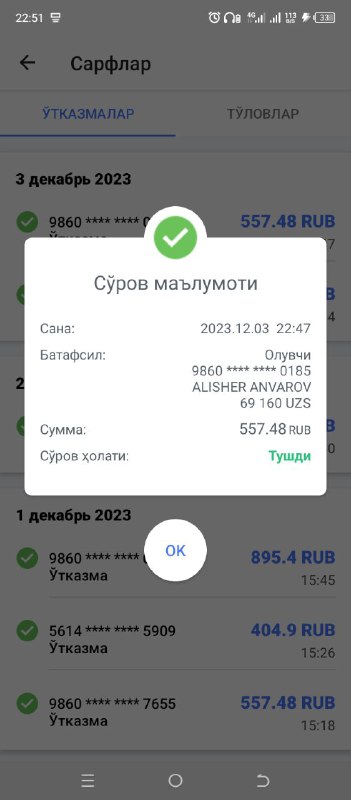 22:51
4G 113 B/S 33
Сарфлар
ЎТКАЗМАЛАР
ТЎЛОВЛАР
3 декабрь 2023
9860 **** ****
557.48 RUB
Сўров маълумоти
Сана:
2023.12.03 22:47
Батафсил:
Олувчи
9860 **** **** 0185
ALISHER ANVAROV
69 160 UZS
Сумма:
557.48 RUB
Сўров ҳолати:
Тушди
OK
1 декабрь 2023
9860 **** ****
895.4 RUB
Ўтказма
15:45
5614 **** **** 5909
404.9 RUB
Ўтказма
15:26
9860 **** **** 7655
557.48 RUB
Ўтказма
15:18